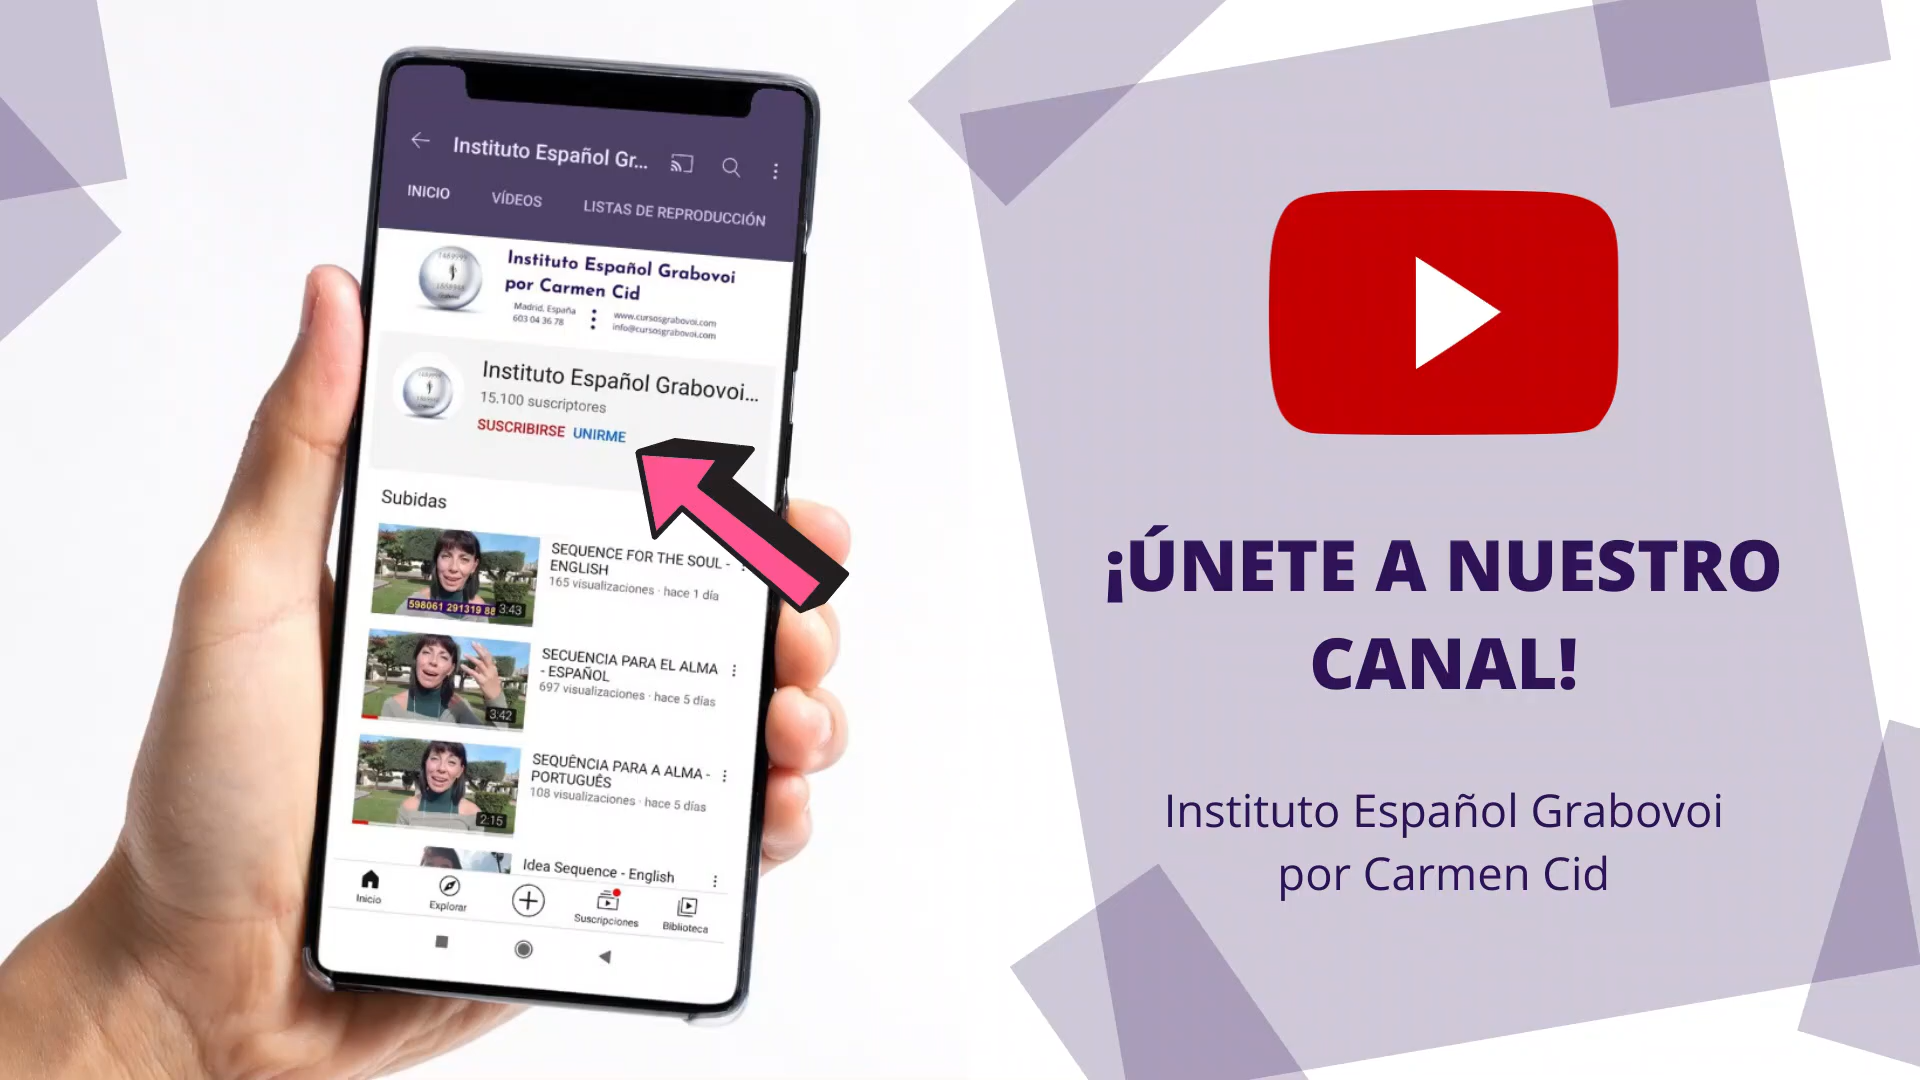 Instituto Español Gr...
INICIO
VÍDEOS
LISTAS DE REPRODUCCIÓN
Instituto Español Grabovoi
por Carmen Cid
Madrid, España
603 04 36 78
www.cursosgrabovoi.com
info@cursosgrabovoi.com
Instituto Español Grabovoi...
15.100 suscriptores
SUSCRIBIRSE UNIRME
Subidas
598061 291319 88 3:43
SEQUENCE FOR THE SOUL -
ENGLISH
165 visualizaciones · hace 1 día
3:42
SECUENCIA PARA EL ALMA
- ESPAÑOL
697 visualizaciones · hace 5 días
2:15
SEQUÊNCIA PARA A ALMA -
PORTUGUÊS
108 visualizaciones · hace 5 días
Idea Sequence - English
Inicio
Explorar
Suscripciones
Biblioteca
¡ÚNETE A NUESTRO
CANAL!
Instituto Español Grabovoi
por Carmen Cid